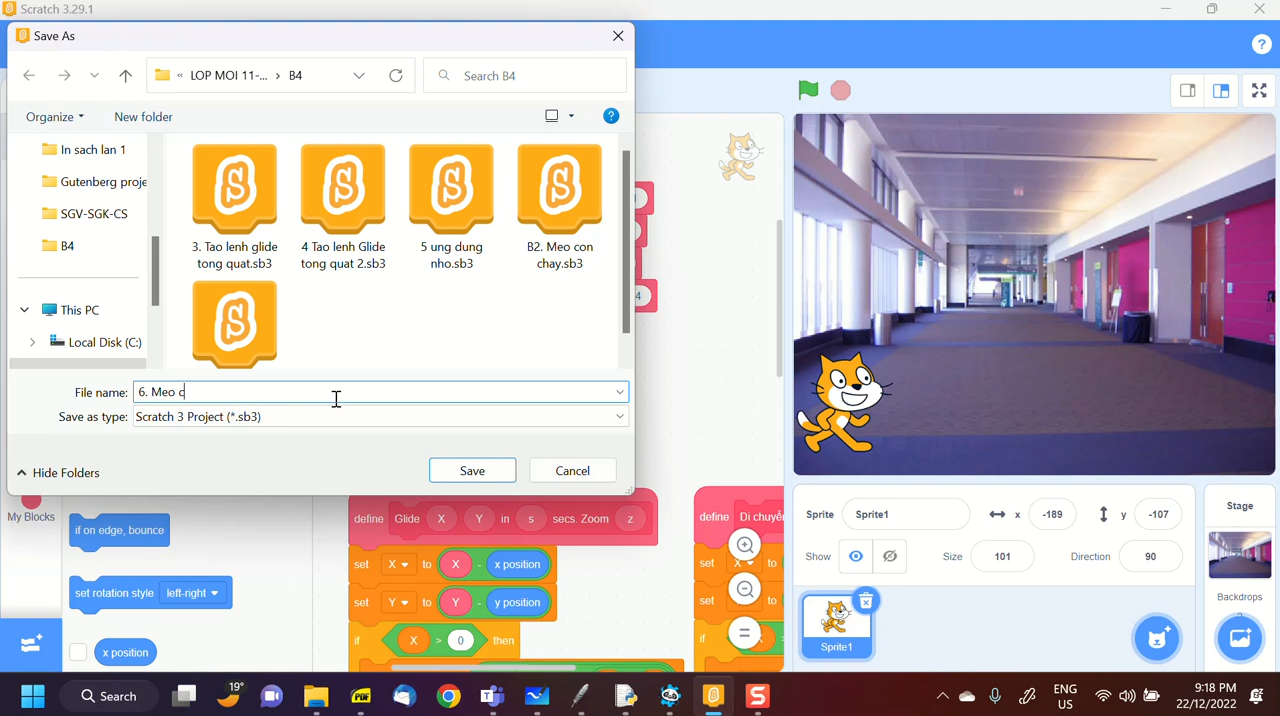 Scratch 3.29.1
Save As
« LOP MOI 11-... > B4
Search B4
Organize
New folder
In sach lan 1
Gutenberg proje
SGV-SGK-CS
B4
This PC
Local Disk (C:)
3. Tao lenh glide tong quat.sb3
4 Tao lenh Glide tong quat 2.sb3
5 ung dung nho.sb3
B2. Meo con chay.sb3
File name: 6. Meo c
Save as type: Scratch 3 Project (*.sb3)
Hide Folders
Save
Cancel
My Blocks
if on edge, bounce
set rotation style left-right
x position
define Glide X Y in s secs. Zoom z
set X to X - x position
set Y to Y - y position
if X > 0 then
define Di chuyể
set X to
set Y to
if
Sprite Sprite1 x -189 y -107
Show Size 101 Direction 90
Sprite1
Stage
Backdrops
Search
19°
ENG
US
9:18 PM
22/12/2022